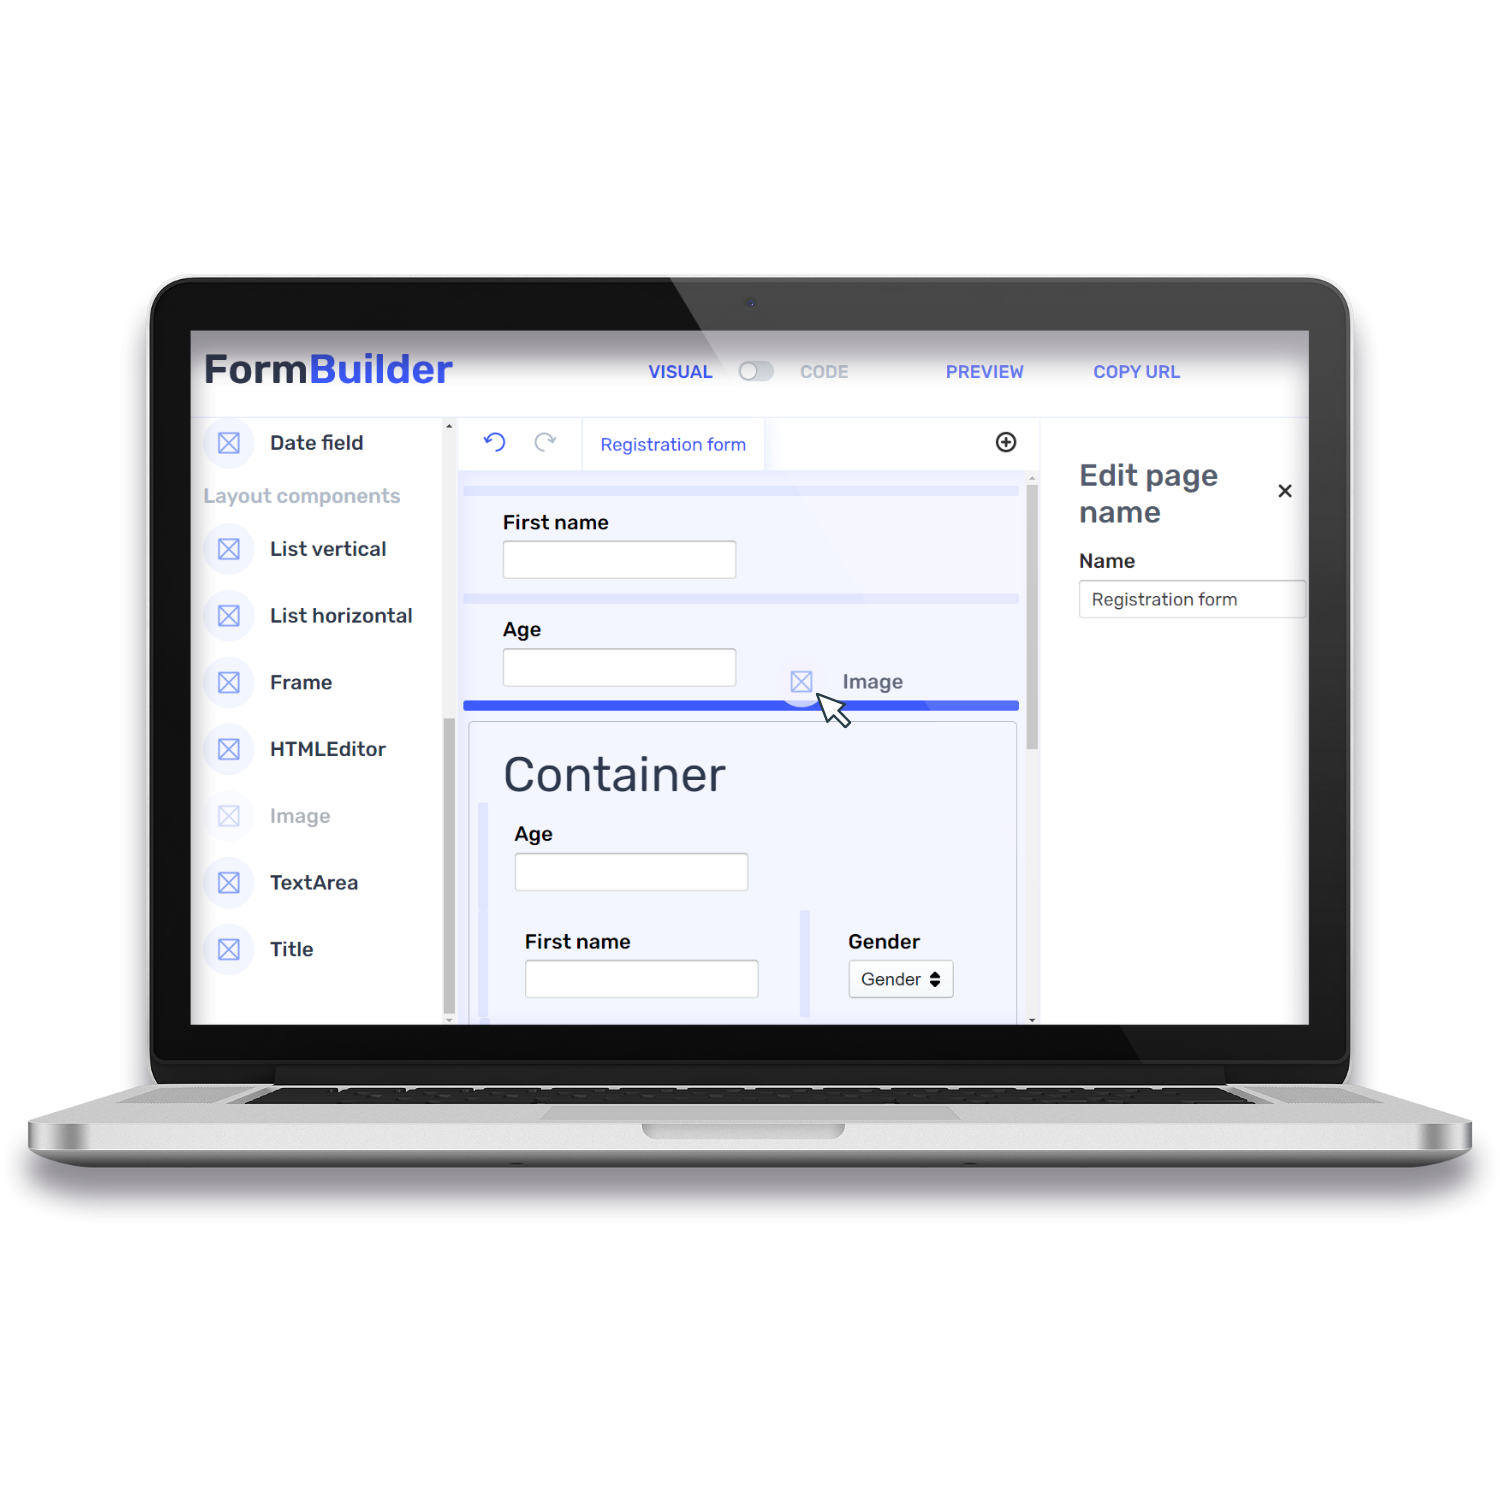 FormBuilder
VISUAL CODE PREVIEW COPY URL
Date field
Layout components
List vertical
List horizontal
Frame
HTMLEditor
Image
TextArea
Title
Registration form
First name
Age
Image
Container
Age
First name
Gender
Gender
Edit page
name
Name
Registration form